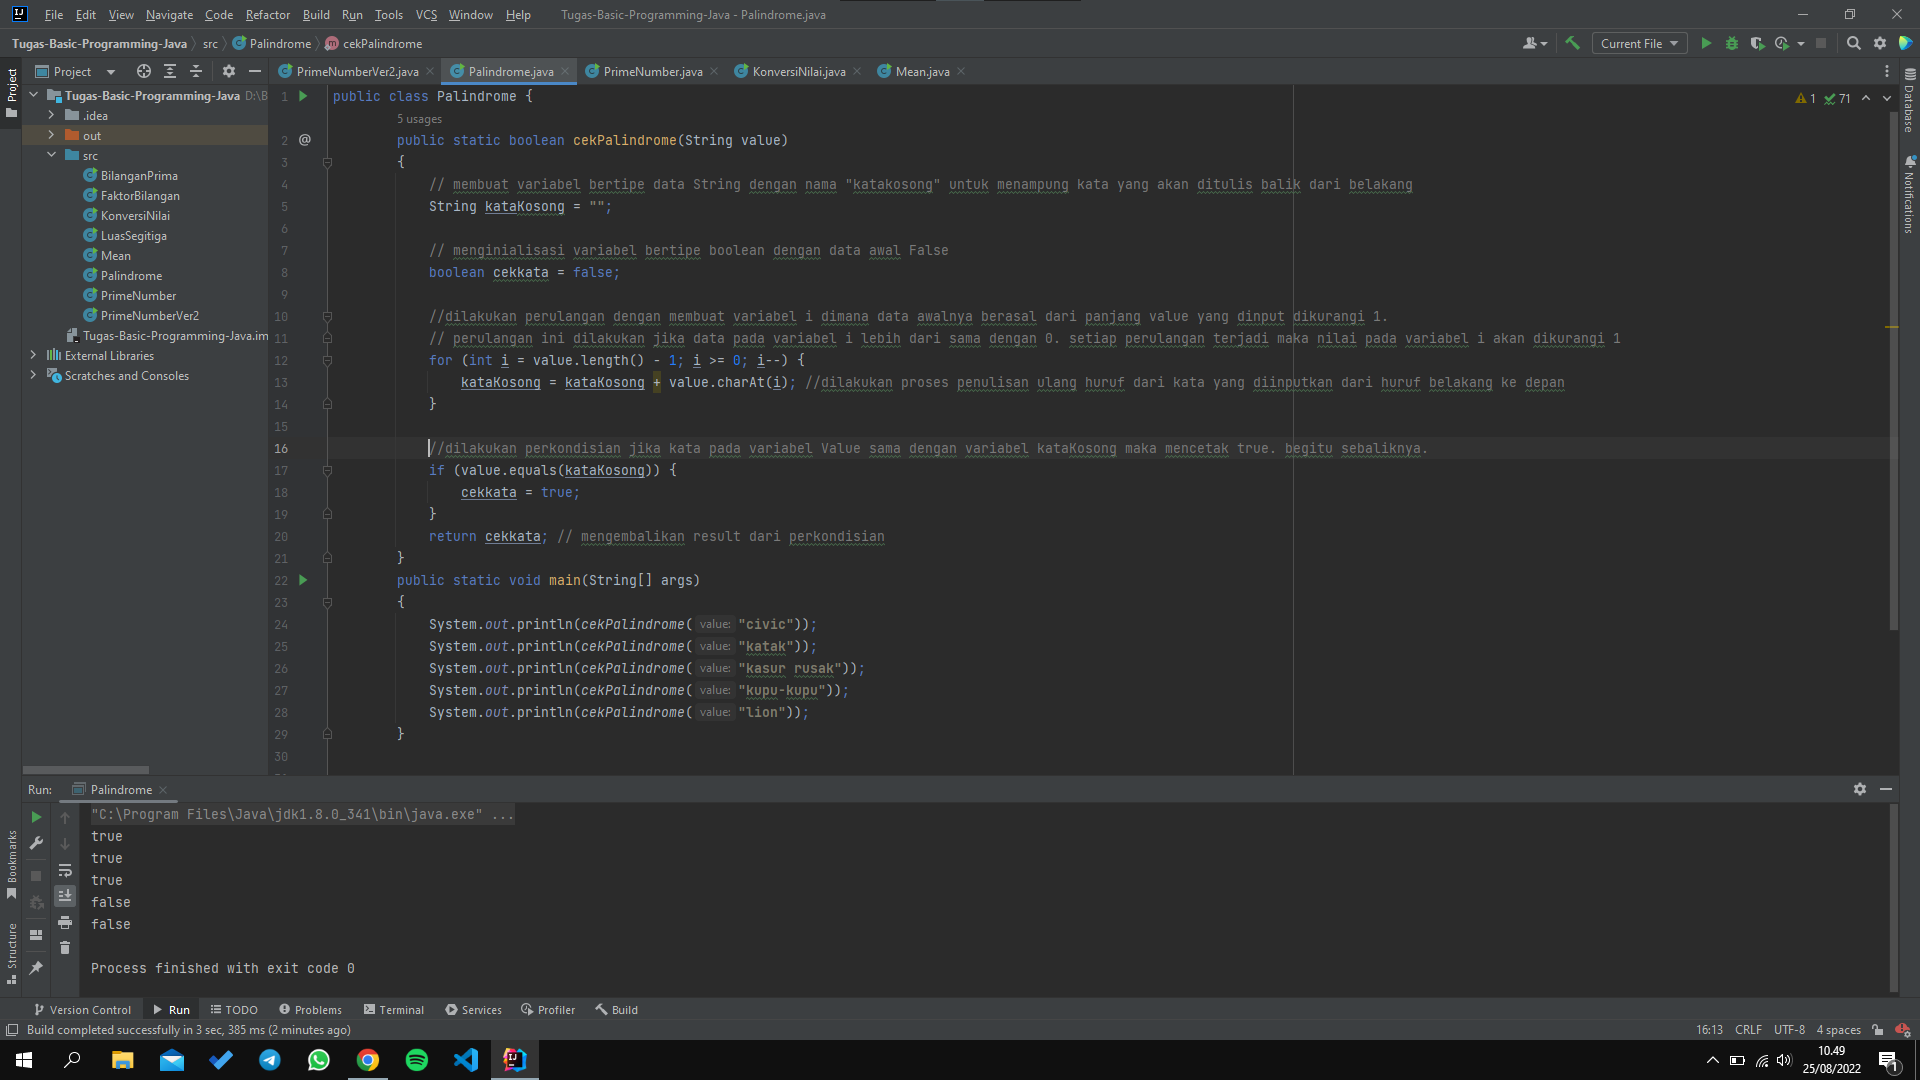 File Edit View Navigate Code Refactor Build Run Tools VCS Window Help Tugas-Basic-Programming-Java - Palindrome.java
Tugas-Basic-Programming-Java src Palindrome cekPalindrome Current File
Project PrimeNumberVer2.java Palindrome.java PrimeNumber.java KonversiNilai.java Mean.java
Project
Tugas-Basic-Programming-Java D:\B
.idea
out
src
BilanganPrima
FaktorBilangan
KonversiNilai
LuasSegitiga
Mean
Palindrome
PrimeNumber
PrimeNumberVer2
Tugas-Basic-Programming-Java.im
External Libraries
Scratches and Consoles
1 public class Palindrome {
5 usages
2 @ public static boolean cekPalindrome(String value)
3 {
4 // membuat variabel bertipe data String dengan nama "katakosong" untuk menampung kata yang akan ditulis balik dari belakang
5 String kataKosong = "";
6
7 // menginialisasi variabel bertipe boolean dengan data awal False
8 boolean cekkata = false;
9
10 //dilakukan perulangan dengan membuat variabel i dimana data awalnya berasal dari panjang value yang dinput dikurangi 1.
11 // perulangan ini dilakukan jika data pada variabel i lebih dari sama dengan 0. setiap perulangan terjadi maka nilai pada variabel i akan dikurangi 1
12 for (int i = value.length() - 1; i >= 0; i--) {
13 kataKosong = kataKosong + value.charAt(i); //dilakukan proses penulisan ulang huruf dari kata yang diinputkan dari huruf belakang ke depan
14 }
15
16 //dilakukan perkondisian jika kata pada variabel Value sama dengan variabel kataKosong maka mencetak true. begitu sebaliknya.
17 if (value.equals(kataKosong)) {
18 cekkata = true;
19 }
20 return cekkata; // mengembalikan result dari perkondisian
21 }
22 public static void main(String[] args)
23 {
24 System.out.println(cekPalindrome( value: "civic"));
25 System.out.println(cekPalindrome( value: "katak"));
26 System.out.println(cekPalindrome( value: "kasur rusak"));
27 System.out.println(cekPalindrome( value: "kupu-kupu"));
28 System.out.println(cekPalindrome( value: "lion"));
29 }
30
1 71
Database
Notifications
Run: Palindrome
"C:\Program Files\Java\jdk1.8.0_341\bin\java.exe" ...
true
true
true
false
false
Process finished with exit code 0
Bookmarks
Structure
Version Control Run TODO Problems Terminal Services Profiler Build
Build completed successfully in 3 sec, 385 ms (2 minutes ago) 16:13 CRLF UTF-8 4 spaces
10.49
25/08/2022
1